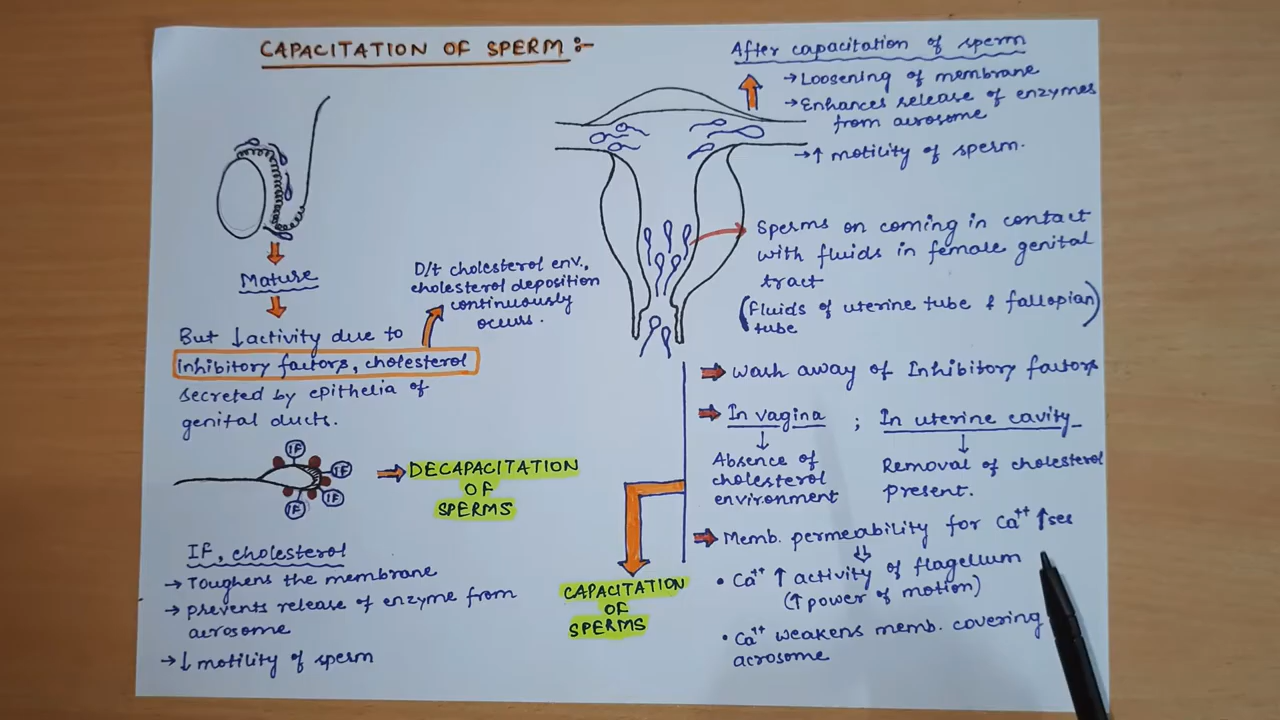 CAPACITATION OF SPERM :-
Mature
But ↓activity due to
inhibitory factors, cholesterol
secreted by epithelia of
genital ducts.
D/t cholesterol env.,
cholesterol deposition
continuously
occurs.
IF
IF
IF
IF
DECAPACITATION
OF
SPERMS
IF, cholesterol
→ Toughens the membrane
→ prevents release of enzyme from
acrosome
→ ↓ motility of sperm
After capacitation of sperm
→ Loosening of membrane
→ Enhances release of enzymes
from acrosome
→ ↑ motility of sperm.
Sperms on coming in contact
with fluids in female genital
tract
(Fluids of uterine tube & fallopian)
tube
⇒ wash away of Inhibitory factors
⇒ In vagina ; In uterine cavity
↓ ↓
Absence of
cholesterol
environment
Removal of cholesterol
present.
⇒ Memb. permeability for Ca++ ↑ses
⇓
• Ca++ ↑ activity of flagellum
(↑ power of motion)
• Ca++ weakens memb. covering
acrosome
CAPACITATION
OF
SPERMS